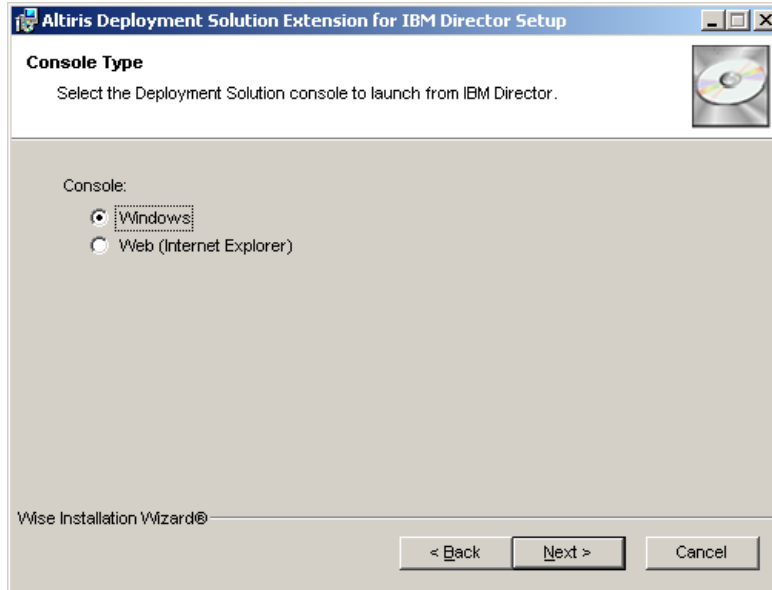 Altiris Deployment Solution Extension for IBM Director Setup
Console Type
Select the Deployment Solution console to launch from IBM Director.
Console:
Windows
Web (Internet Explorer)
Wise Installation Wizard®
< Back
Next >
Cancel